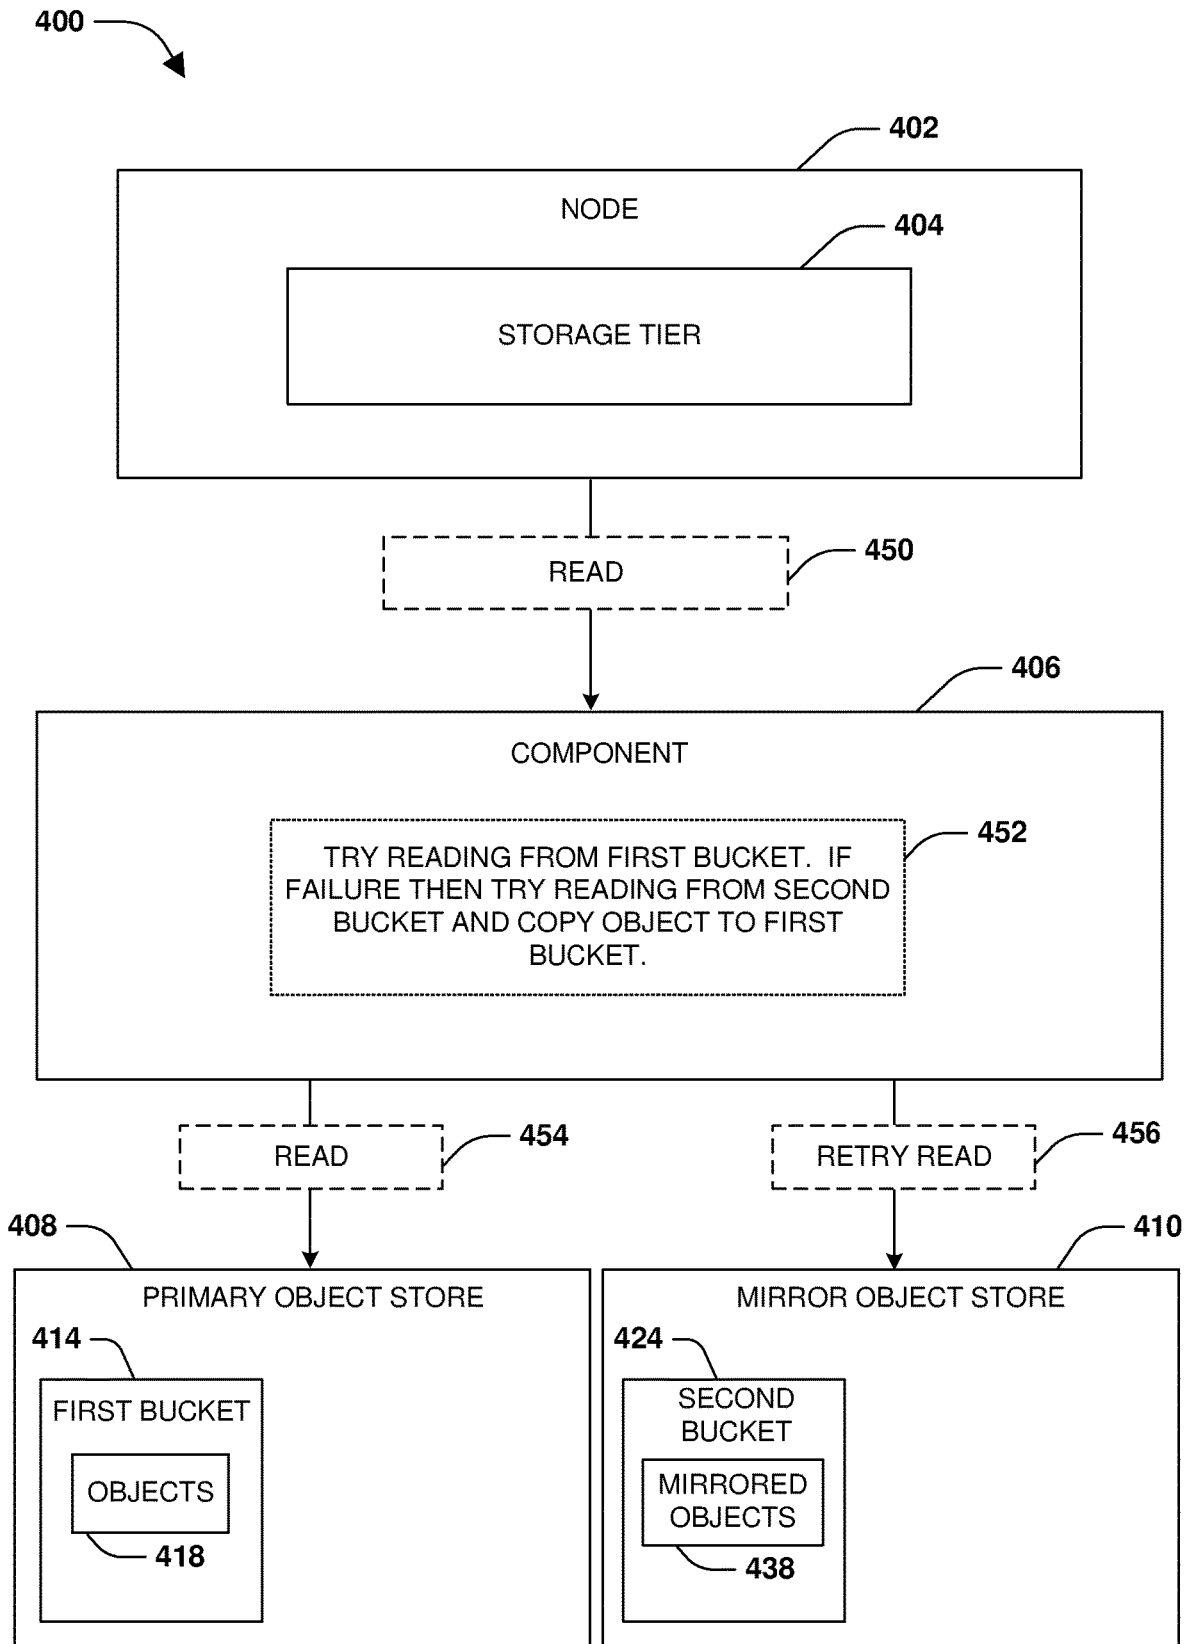 400
402
NODE
404
STORAGE TIER
READ
450
406
COMPONENT
452
TRY READING FROM FIRST BUCKET.  IF
FAILURE THEN TRY READING FROM SECOND
BUCKET AND COPY OBJECT TO FIRST
BUCKET.
READ
454
RETRY READ
456
408
PRIMARY OBJECT STORE
414
FIRST BUCKET
OBJECTS
418
410
MIRROR OBJECT STORE
424
SECOND
BUCKET
MIRRORED
OBJECTS
438